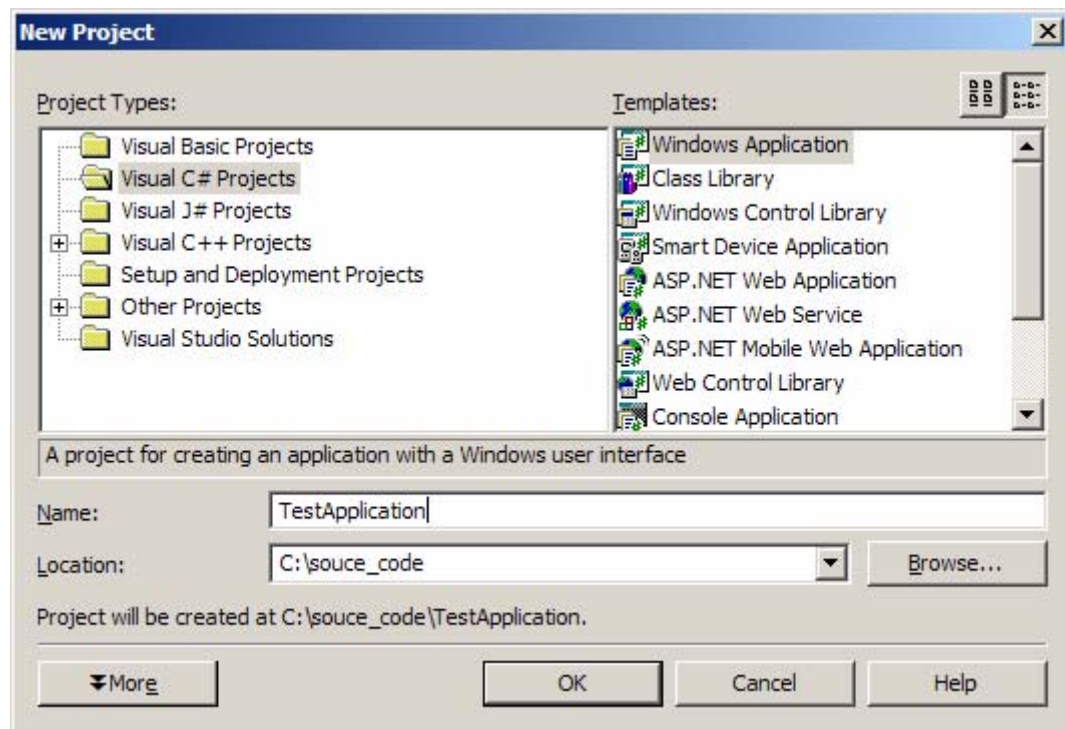 New Project
Project Types:
Templates:
Visual Basic Projects
Visual C# Projects
Visual J# Projects
Visual C++ Projects
Setup and Deployment Projects
Other Projects
Visual Studio Solutions
Windows Application
Class Library
Windows Control Library
Smart Device Application
ASP.NET Web Application
ASP.NET Web Service
ASP.NET Mobile Web Application
Web Control Library
Console Application
A project for creating an application with a Windows user interface
Name:
TestApplication
Location:
C:\souce_code
Browse...
Project will be created at C:\souce_code\TestApplication.
More
OK
Cancel
Help